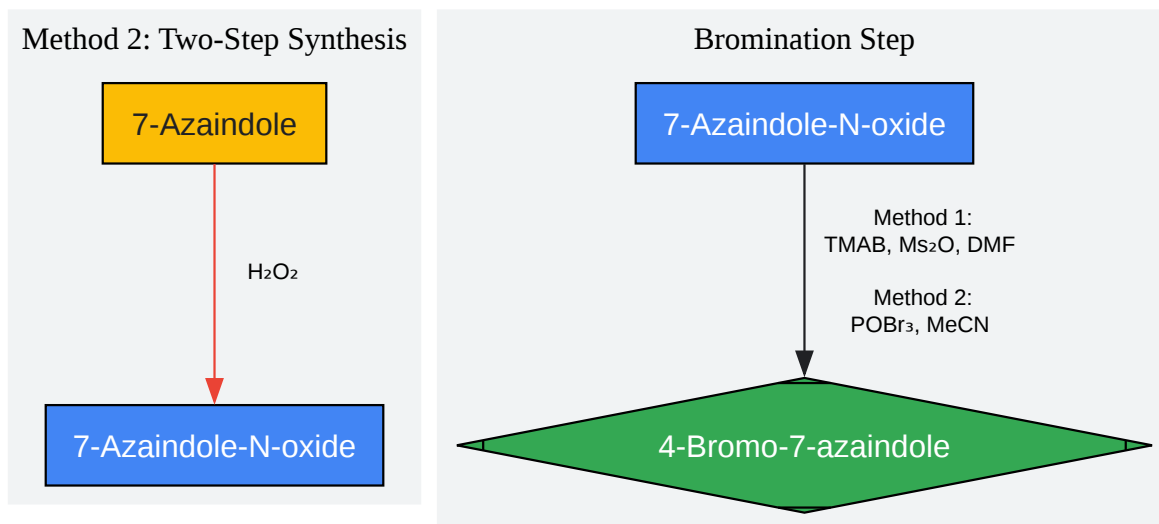 Method 2: Two-Step Synthesis
7-Azaindole
H₂O₂
7-Azaindole-N-oxide
Bromination Step
7-Azaindole-N-oxide
Method 1:
TMAB, Ms₂O, DMF
Method 2:
POBr₃, MeCN
4-Bromo-7-azaindole